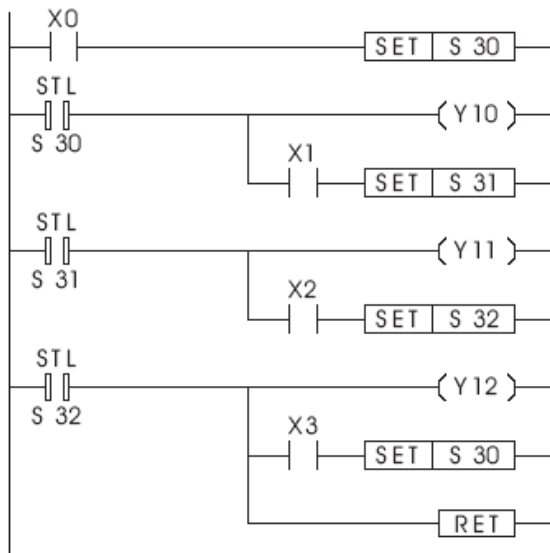 X0
SET S 30
STL
S 30
Y10
X1
SET S 31
STL
S 31
Y11
X2
SET S 32
STL
S 32
Y12
X3
SET S 30
RET